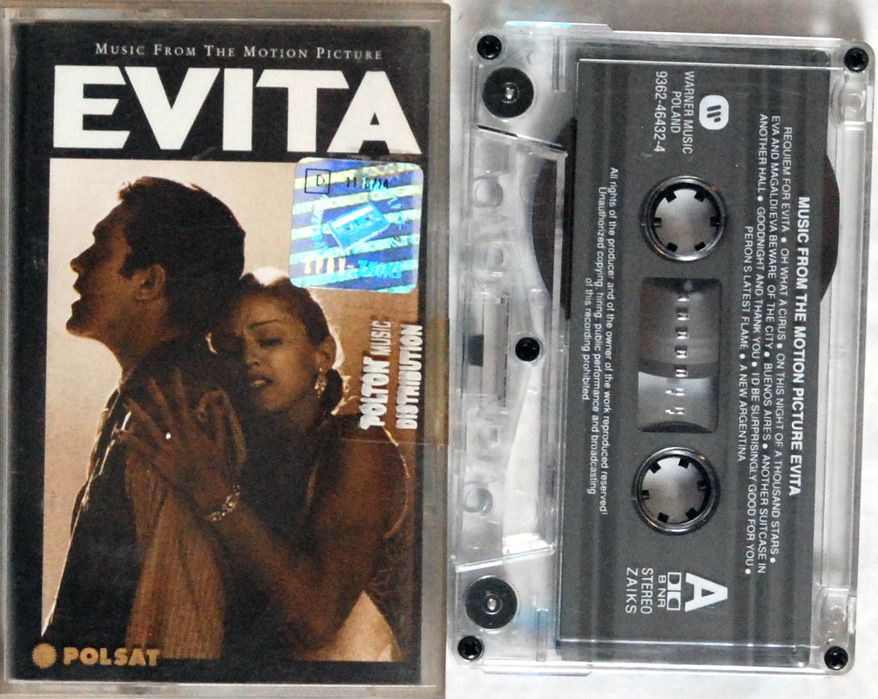 MUSIC FROM THE MOTION PICTURE
EVITA
D
POLTON MUSIC
DISTRIBUTION
POLSAT
WARNER MUSIC
POLAND
9362-46432-4
MUSIC FROM THE MOTION PICTURE EVITA
REQUIEM FOR EVITA • OH WHAT A CIRUS • ON THIS NIGHT OF A THOUSAND STARS •
EVA AND MAGALDI/EVA BEWARE OF THE CITY • BUENOS AIRES • ANOTHER SUITCASE IN
ANOTHER HALL • GOODNIGHT AND THANK YOU • I'D BE SURPRISINGLY GOOD FOR YOU •
PERON S LATEST FLAME • A NEW ARGENTINA
All rights of the producer and of the owner of the work reproduced reserved!
Unauthorized copying, hiring, public performance and broadcasting
of this recording prohibited
A
B NR
STEREO
ZAIKS